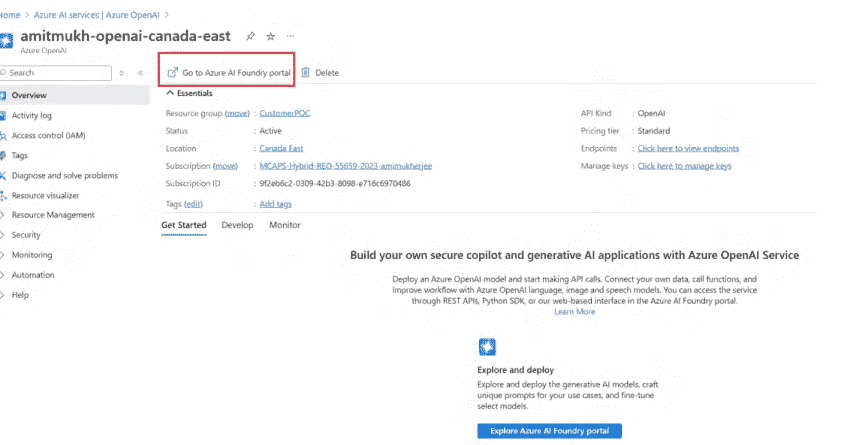 Home > Azure AI services | Azure OpenAI >
amitmukh-openai-canada-east
Azure OpenAI
Search
Go to Azure AI Foundry portal
Delete
Overview
Activity log
Access control (IAM)
Tags
Diagnose and solve problems
Resource visualizer
Resource Management
Security
Monitoring
Automation
Help
Essentials
Resource group (move) : CustomerPOC
Status : Active
Location : Canada East
Subscription (move) : MCAPS-Hybrid-REQ-55659-2023-amimukherjee
Subscription ID : 9f2eb6c2-0309-42b3-8098-e716c6970486
Tags (edit) : Add tags
API Kind : OpenAI
Pricing tier : Standard
Endpoints : Click here to view endpoints
Manage keys : Click here to manage keys
Get Started Develop Monitor
Build your own secure copilot and generative AI applications with Azure OpenAI Service
Deploy an Azure OpenAI model and start making API calls. Connect your own data, call functions, and
improve workflow with Azure OpenAI language, image and speech models. You can access the service
through REST APIs, Python SDK, or our web-based interface in the Azure AI Foundry portal.
Learn More
Explore and deploy
Explore and deploy the generative AI models, craft
unique prompts for your use cases, and fine-tune
select models.
Explore Azure AI Foundry portal